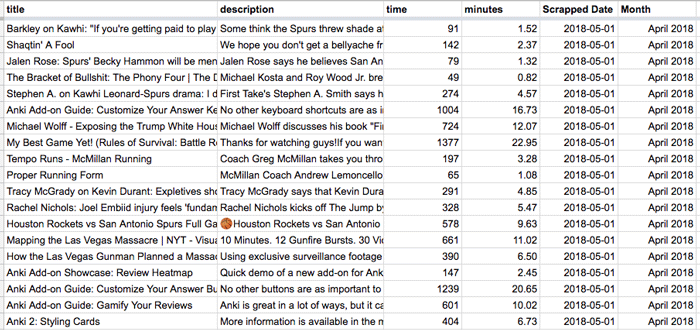 title description time minutes Scrapped Date Month
Barkley on Kawhi: "If you're getting paid to play Some think the Spurs threw shade at 91 1.52 2018-05-01 April 2018
Shaqtin' A Fool We hope you don't get a bellyache fr 142 2.37 2018-05-01 April 2018
Jalen Rose: Spurs' Becky Hammon will be men Jalen Rose says he believes San An 79 1.32 2018-05-01 April 2018
The Bracket of Bullshit: The Phony Four | The D Michael Kosta and Roy Wood Jr. bre 49 0.82 2018-05-01 April 2018
Stephen A. on Kawhi Leonard-Spurs drama: I d First Take's Stephen A. Smith says h 274 4.57 2018-05-01 April 2018
Anki Add-on Guide: Customize Your Answer Ke No other keyboard shortcuts are as i 1004 16.73 2018-05-01 April 2018
Michael Wolff - Exposing the Trump White Hous Michael Wolff discusses his book "Fi 724 12.07 2018-05-01 April 2018
My Best Game Yet! (Rules of Survival: Battle R Thanks for watching guys!!If you wan 1377 22.95 2018-05-01 April 2018
Tempo Runs - McMillan Running Coach Greg McMillan takes you thro 197 3.28 2018-05-01 April 2018
Proper Running Form McMillan Coach Andrew Lemoncello 65 1.08 2018-05-01 April 2018
Tracy McGrady on Kevin Durant: Expletives sho Tracy McGrady says that Kevin Dura 291 4.85 2018-05-01 April 2018
Rachel Nichols: Joel Embiid injury feels 'fundam Rachel Nichols kicks off The Jump by 328 5.47 2018-05-01 April 2018
Houston Rockets vs San Antonio Spurs Full Ga 🏀Houston Rockets vs San Antonio 578 9.63 2018-05-01 April 2018
Mapping the Las Vegas Massacre | NYT - Visua 10 Minutes. 12 Gunfire Bursts. 30 Vi 661 11.02 2018-05-01 April 2018
How the Las Vegas Gunman Planned a Massac Using exclusive surveillance footage 390 6.50 2018-05-01 April 2018
Anki Add-on Showcase: Review Heatmap Quick demo of a new add-on for Ank 147 2.45 2018-05-01 April 2018
Anki Add-on Guide: Customize Your Answer Bu No other buttons are as important to 1239 20.65 2018-05-01 April 2018
Anki Add-on Guide: Gamify Your Reviews Anki is great in a lot of ways, but it ca 601 10.02 2018-05-01 April 2018
Anki 2: Styling Cards More information is available in the m 404 6.73 2018-05-01 April 2018